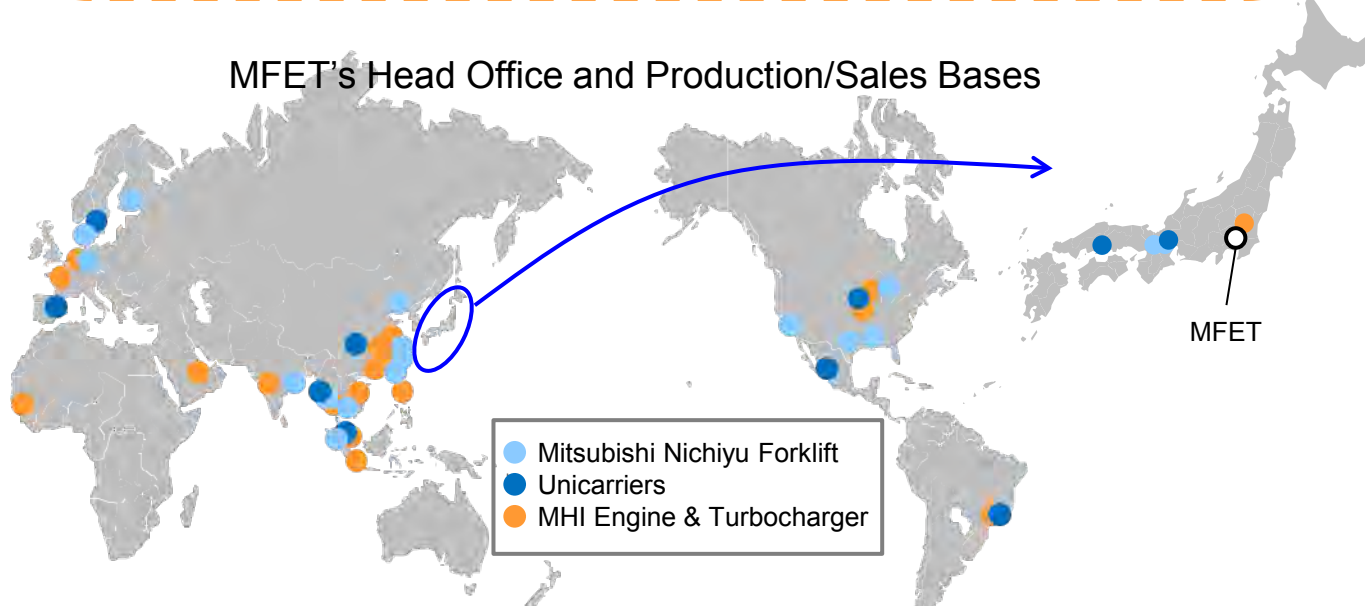 MFET's Head Office and Production/Sales Bases
MFET
Mitsubishi Nichiyu Forklift
Unicarriers
MHI Engine & Turbocharger